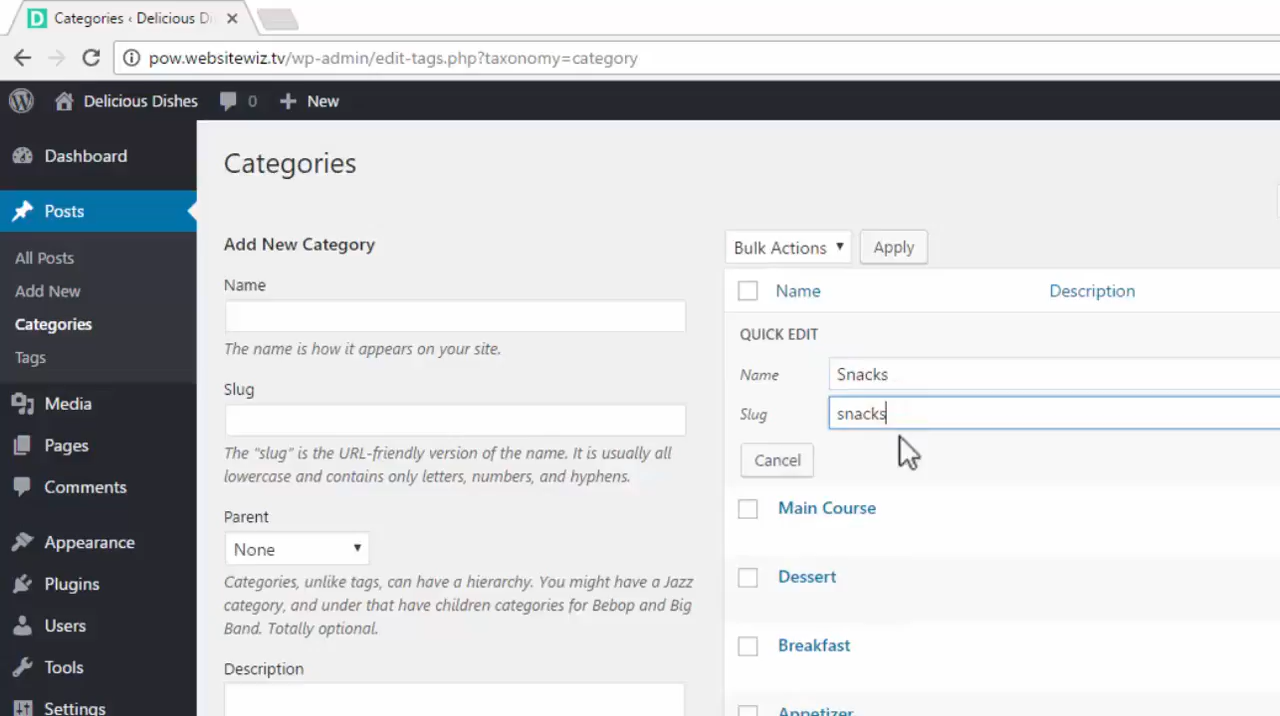 D Categories ‹ Delicious Di
pow.websitewiz.tv/wp-admin/edit-tags.php?taxonomy=category
Delicious Dishes 0 New
Dashboard
Posts
All Posts
Add New
Categories
Tags
Media
Pages
Comments
Appearance
Plugins
Users
Tools
Settings
Categories
Add New Category
Name
The name is how it appears on your site.
Slug
The "slug" is the URL-friendly version of the name. It is usually all
lowercase and contains only letters, numbers, and hyphens.
Parent
None
Categories, unlike tags, can have a hierarchy. You might have a Jazz
category, and under that have children categories for Bebop and Big
Band. Totally optional.
Description
Bulk Actions Apply
Name Description
QUICK EDIT
Name Snacks
Slug snacks
Cancel
Main Course
Dessert
Breakfast
Appetizer